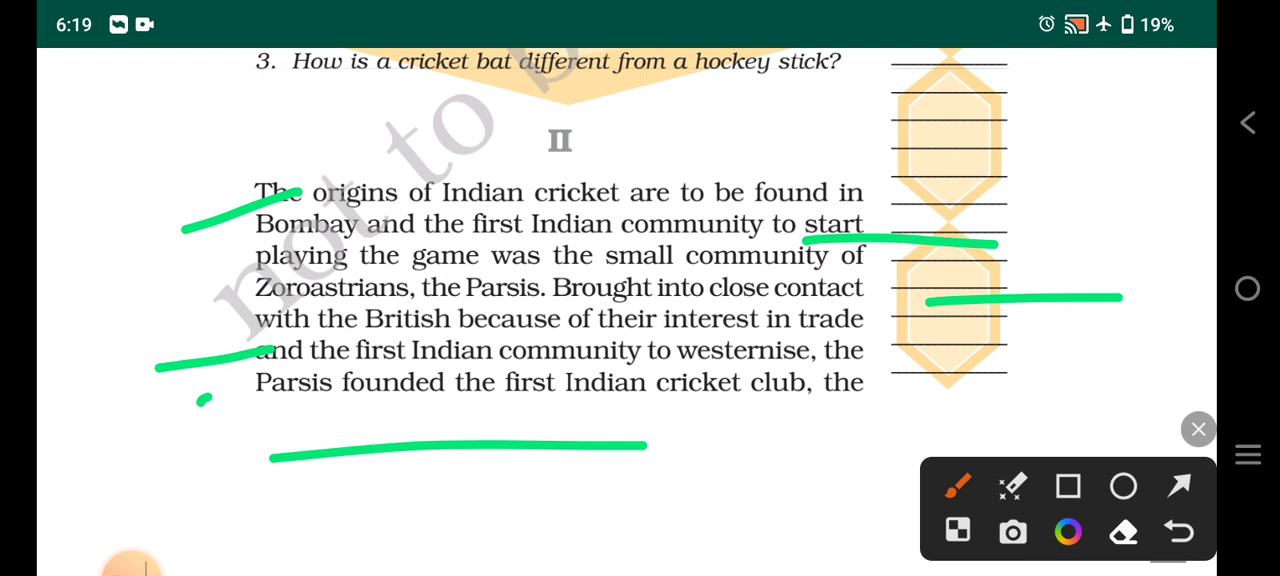 6:19
19%
3. How is a cricket bat different from a hockey stick?
not to b
II
The origins of Indian cricket are to be found in
Bombay and the first Indian community to start
playing the game was the small community of
Zoroastrians, the Parsis. Brought into close contact
with the British because of their interest in trade
and the first Indian community to westernise, the
Parsis founded the first Indian cricket club, the